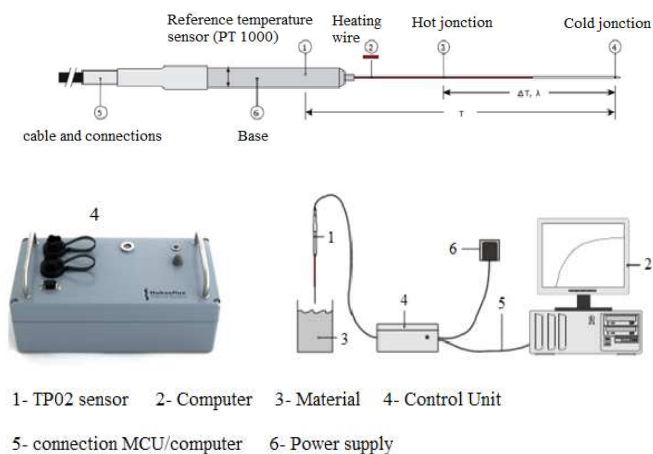 Reference temperature
sensor (PT 1000)
Heating
wire
Hot jonction
Cold jonction
1
2
3
4
ΔT, λ
T
5
6
cable and connections
Base
4
1
2
3
4
5
6
Hukseflux
1- TP02 sensor 2- Computer 3- Material 4- Control Unit
5- connection MCU/computer 6- Power supply